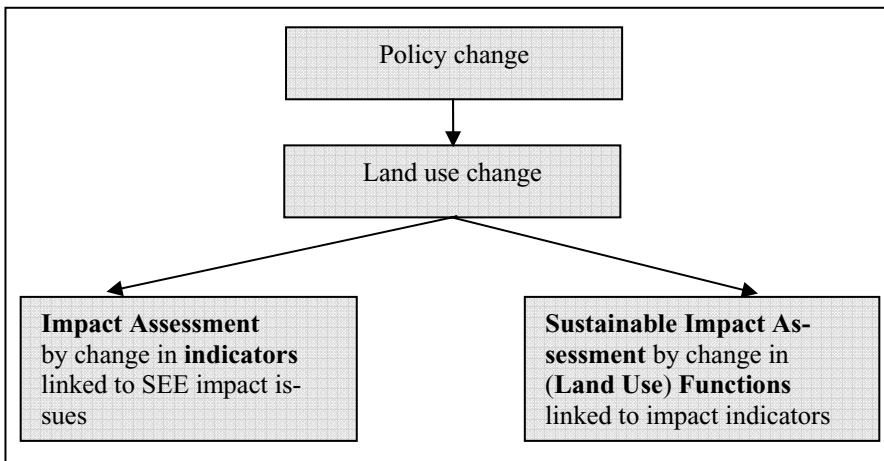 Policy change
Land use change
Impact Assessment
by change in indicators
linked to SEE impact is-
sues
Sustainable Impact As-
sessment by change in
(Land Use) Functions
linked to impact indicators